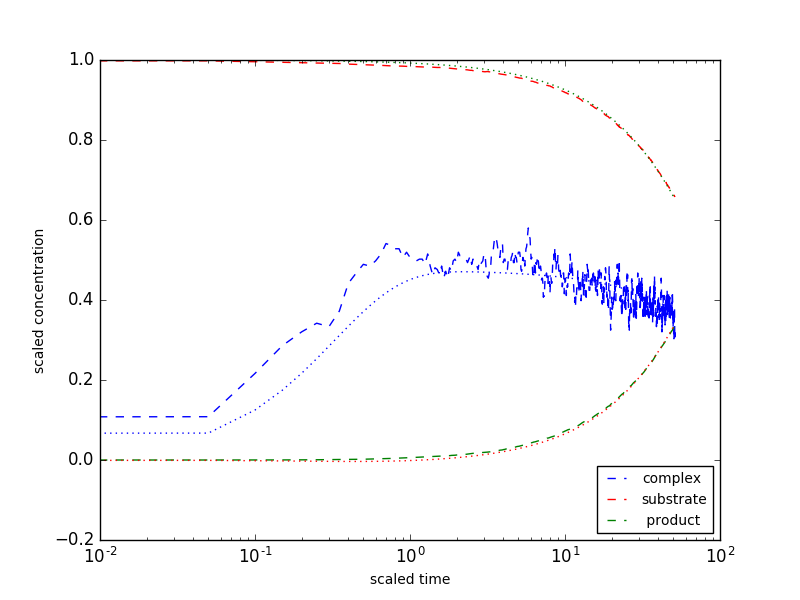 1.0
0.8
0.6
0.4
0.2
0.0
−0.2
scaled concentration
complex
substrate
product
10⁻² 10⁻¹ 10⁰ 10¹ 10²
scaled time